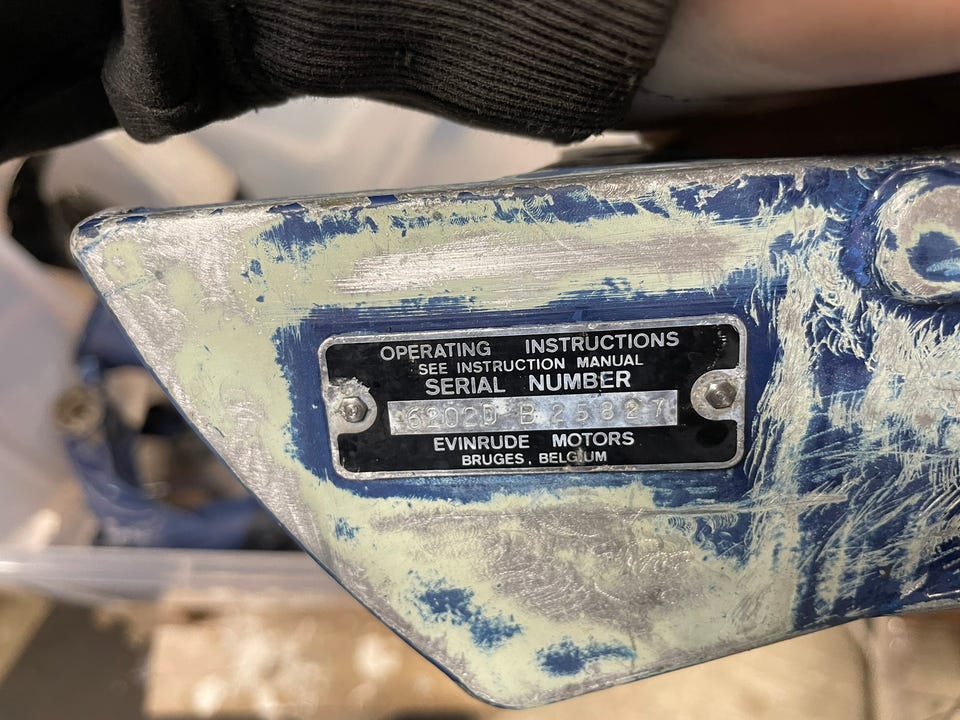 OPERATING INSTRUCTIONS
SEE INSTRUCTION MANUAL
SERIAL NUMBER
6202D B 25827
EVINRUDE MOTORS
BRUGES, BELGIUM